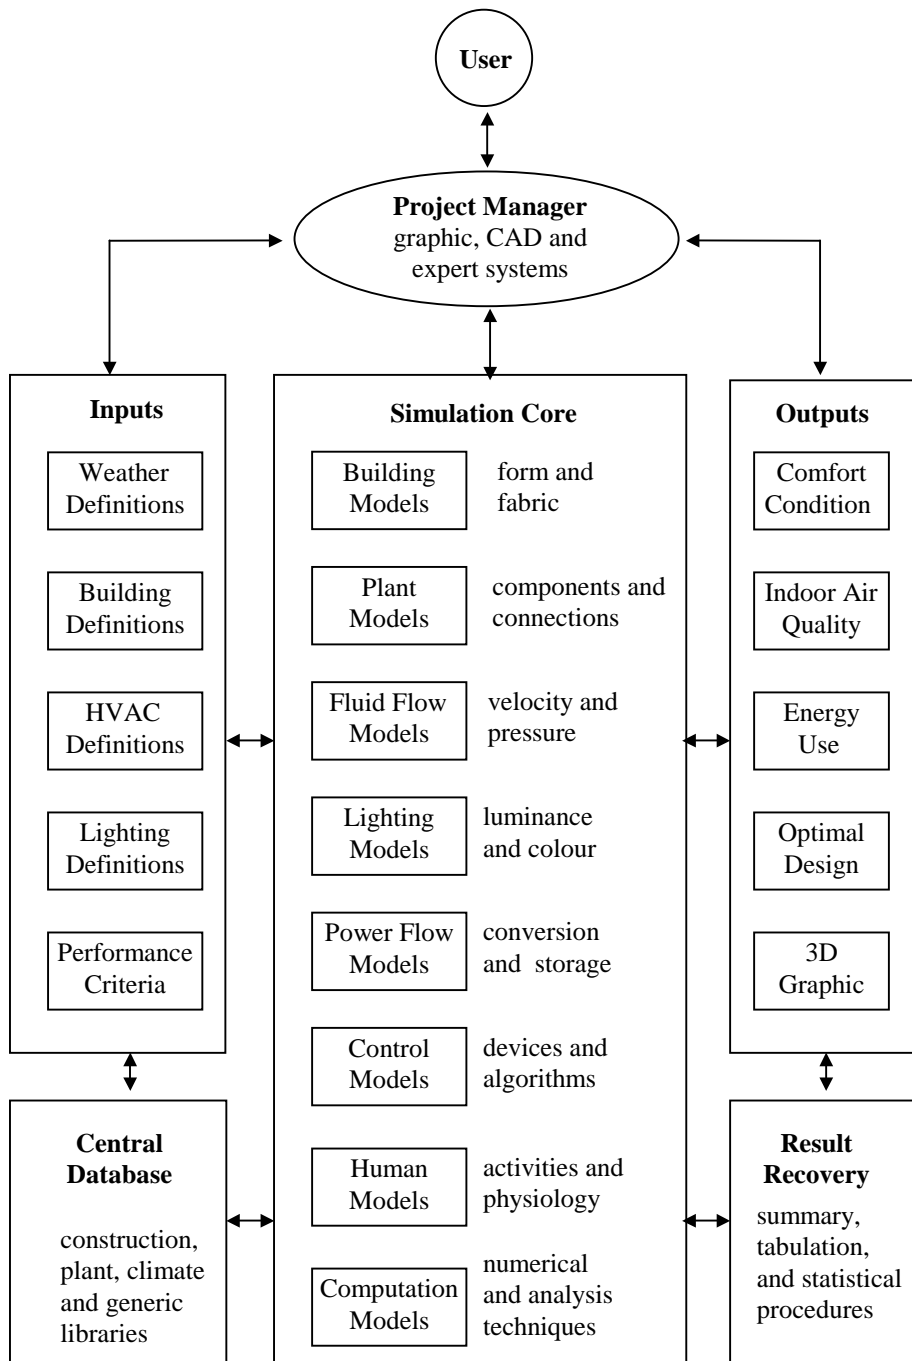 User
Project Manager
graphic, CAD and
expert systems
Inputs
Weather
Definitions
Building
Definitions
HVAC
Definitions
Lighting
Definitions
Performance
Criteria
Central
Database
construction,
plant, climate
and generic
libraries
Simulation Core
Building
Models
form and
fabric
Plant
Models
components and
connections
Fluid Flow
Models
velocity and
pressure
Lighting
Models
luminance
and colour
Power Flow
Models
conversion
and storage
Control
Models
devices and
algorithms
Human
Models
activities and
physiology
Computation
Models
numerical
and analysis
techniques
Outputs
Comfort
Condition
Indoor Air
Quality
Energy
Use
Optimal
Design
3D
Graphic
Result
Recovery
summary,
tabulation,
and statistical
procedures